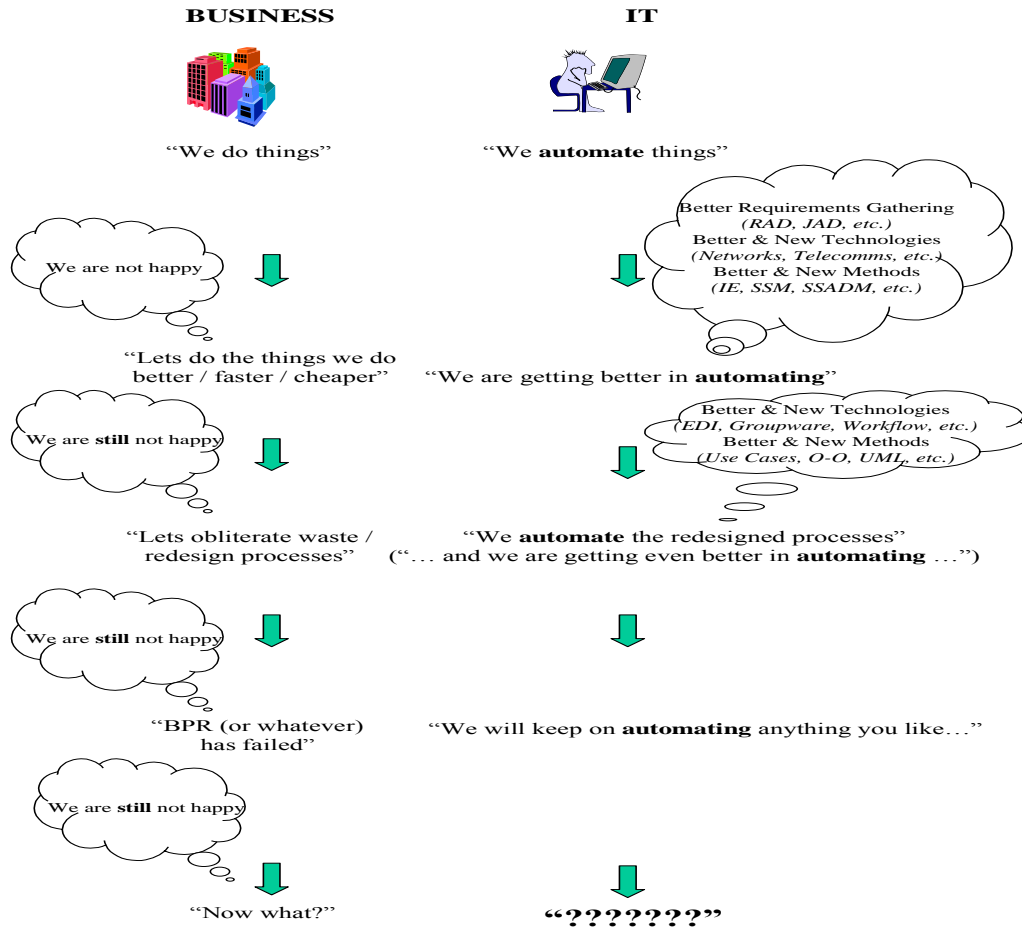 BUSINESS
IT
“We do things”
“We automate things”
Better Requirements Gathering
(RAD, JAD, etc.)
Better & New Technologies
(Networks, Telecomms, etc.)
Better & New Methods
(IE, SSM, SSADM, etc.)
We are not happy
“Lets do the things we do
better / faster / cheaper”
“We are getting better in automating”
Better & New Technologies
(EDI, Groupware, Workflow, etc.)
Better & New Methods
(Use Cases, O-O, UML, etc.)
We are still not happy
“Lets obliterate waste /
redesign processes”
“We automate the redesigned processes”
(“… and we are getting even better in automating …”)
We are still not happy
“BPR (or whatever)
has failed”
“We will keep on automating anything you like…”
We are still not happy
“Now what?”
“???????”